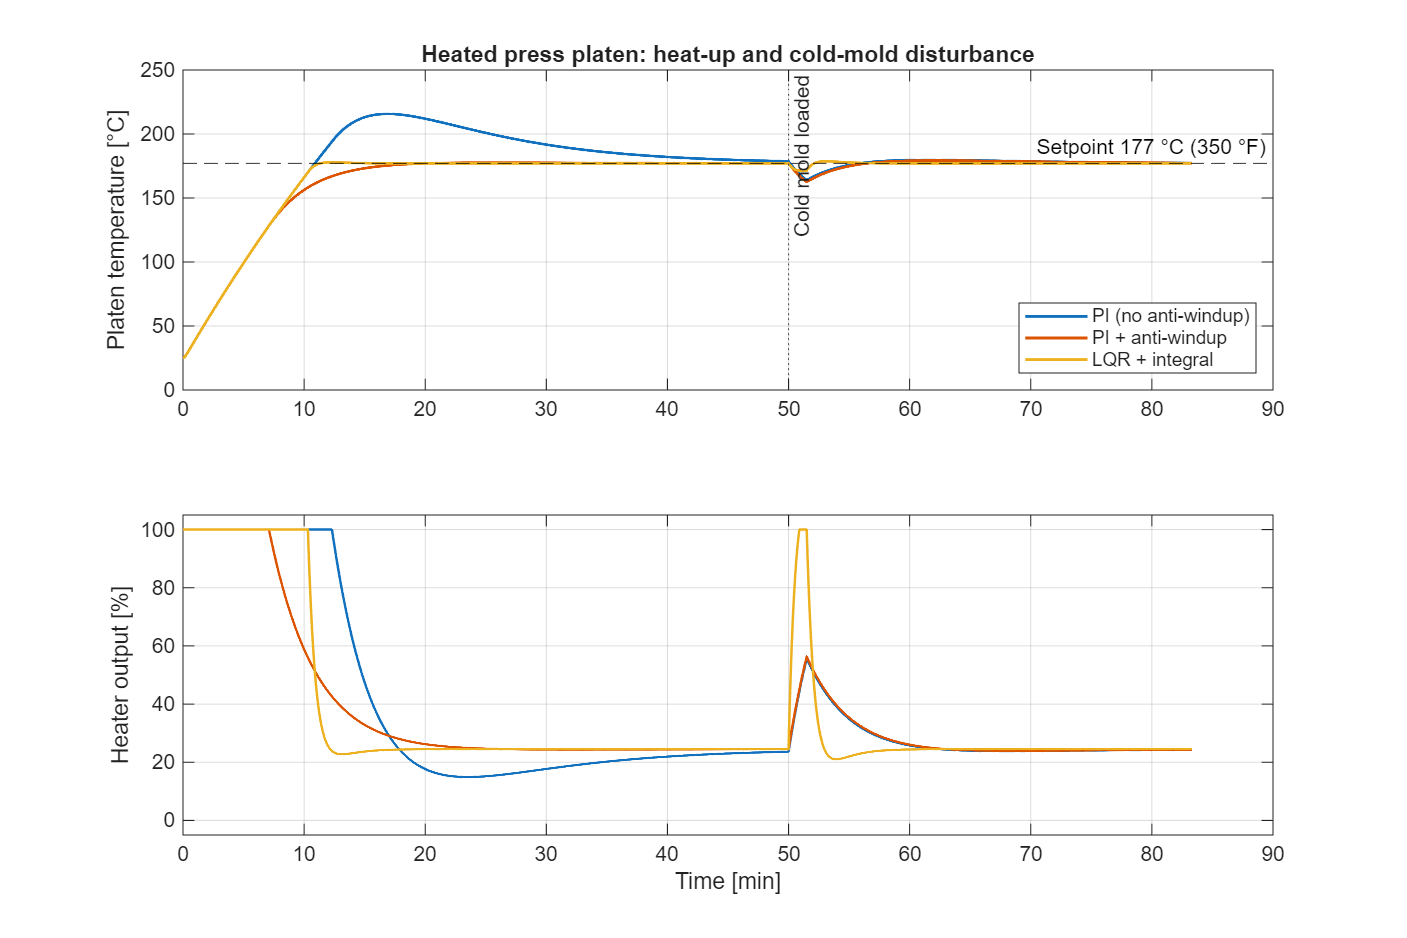 Heated press platen: heat-up and cold-mold disturbance
Platen temperature [°C]
250
200
150
100
50
0
Cold mold loaded
Setpoint 177 °C (350 °F)
PI (no anti-windup)
PI + anti-windup
LQR + integral
0 10 20 30 40 50 60 70 80 90
Heater output [%]
100
80
60
40
20
0
0 10 20 30 40 50 60 70 80 90
Time [min]